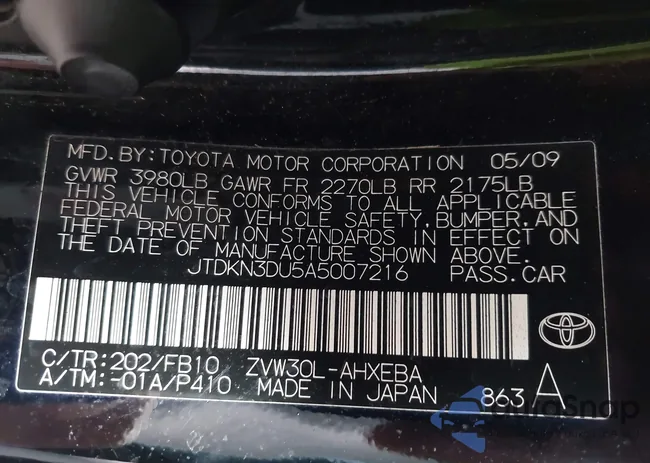 MFD. BY: TOYOTA MOTOR CORPORATION 05/09
GVWR 3980LB GAWR FR 2270LB RR 2175LB
THIS VEHICLE CONFORMS TO ALL APPLICABLE
FEDERAL MOTOR VEHICLE SAFETY, BUMPER, AND
THEFT PREVENTION STANDARDS IN EFFECT ON
THE DATE OF MANUFACTURE SHOWN ABOVE.
JTDKN3DU5A5007216 PASS. CAR
C/TR: 202/FB10 ZVW30L-AHXEBA
A/TM: -01A/P410 MADE IN JAPAN 863 A
AutoSnap